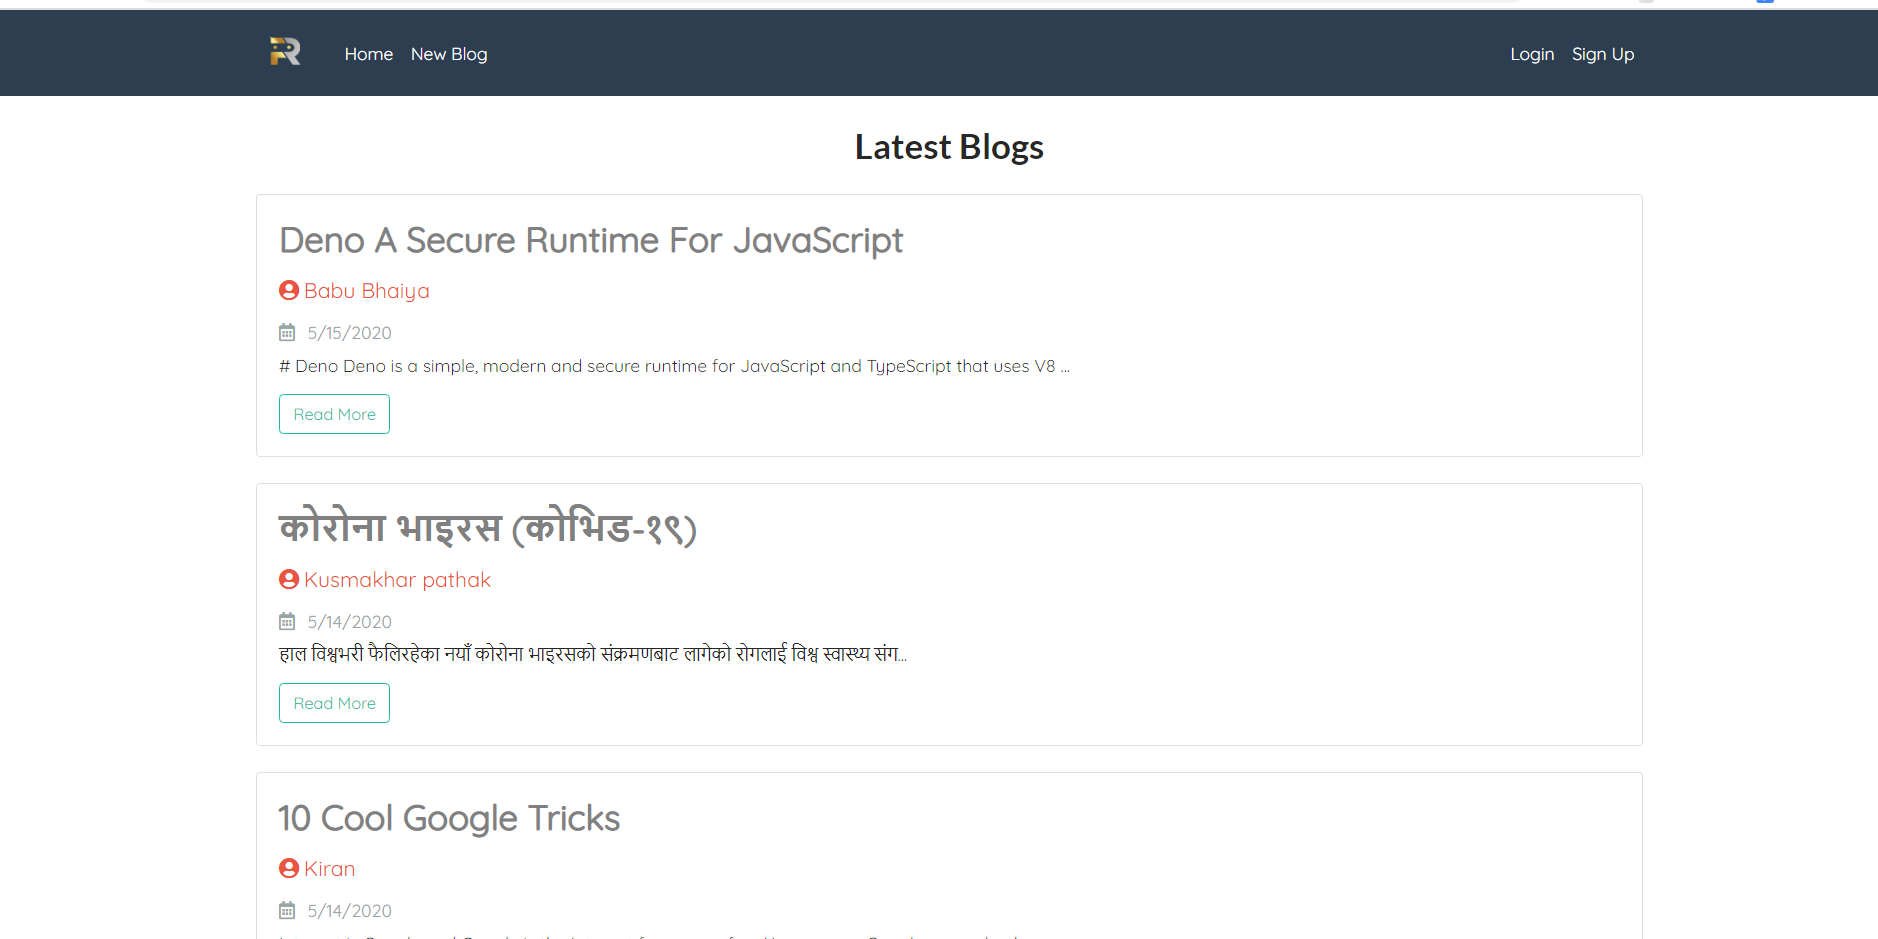 Home New Blog Login Sign Up
Latest Blogs
Deno A Secure Runtime For JavaScript
Babu Bhaiya
5/15/2020
# Deno Deno is a simple, modern and secure runtime for JavaScript and TypeScript that uses V8 ...
Read More
कोरोना भाइरस (कोभिड-१९)
Kusmakhar pathak
5/14/2020
हाल विश्वभरी फैलिरहेका नयाँ कोरोना भाइरसको संक्रमणबाट लागेको रोगलाई विश्व स्वास्थ्य संग...
Read More
10 Cool Google Tricks
Kiran
5/14/2020